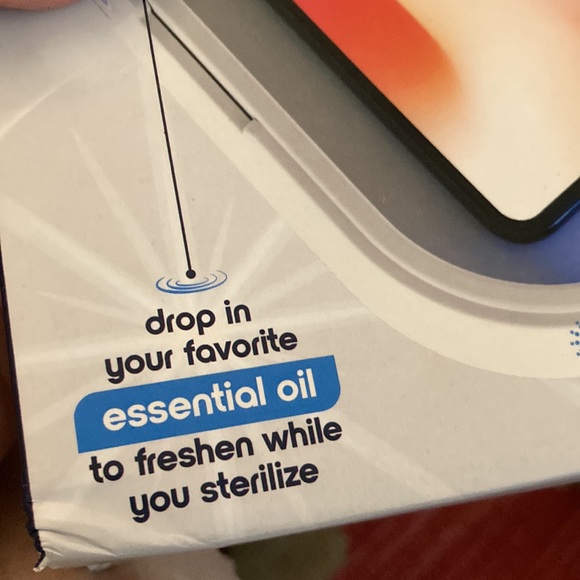 drop in
your favorite
essential oil
to freshen while
you sterilize